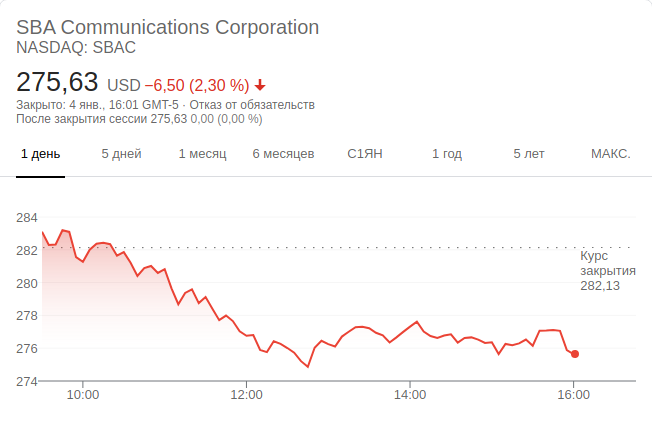 SBA Communications Corporation
NASDAQ: SBAC
275,63 USD −6,50 (2,30 %)
Закрыто: 4 янв., 16:01 GMT-5 · Отказ от обязательств
После закрытия сессии 275,63 0,00 (0,00 %)
1 день 5 дней 1 месяц 6 месяцев С1ЯН 1 год 5 лет МАКС.
284
282
Курс
закрытия
282,13
280
278
276
274
10:00 12:00 14:00 16:00